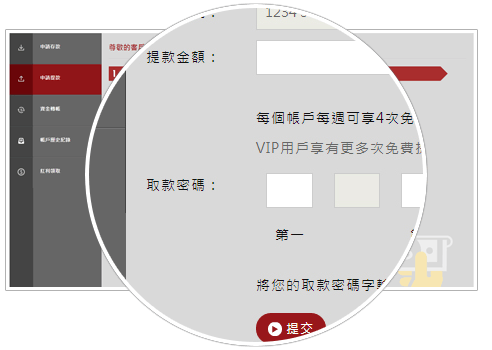 申請存款
申請提款
資金轉帳
帳戶歷史紀錄
紅利領取
尊敬的客
1234 5
提款金額：
每個帳戶每週可享4次免
VIP用戶享有更多次免費提
取款密碼：
第一
將您的取款密碼字
提交